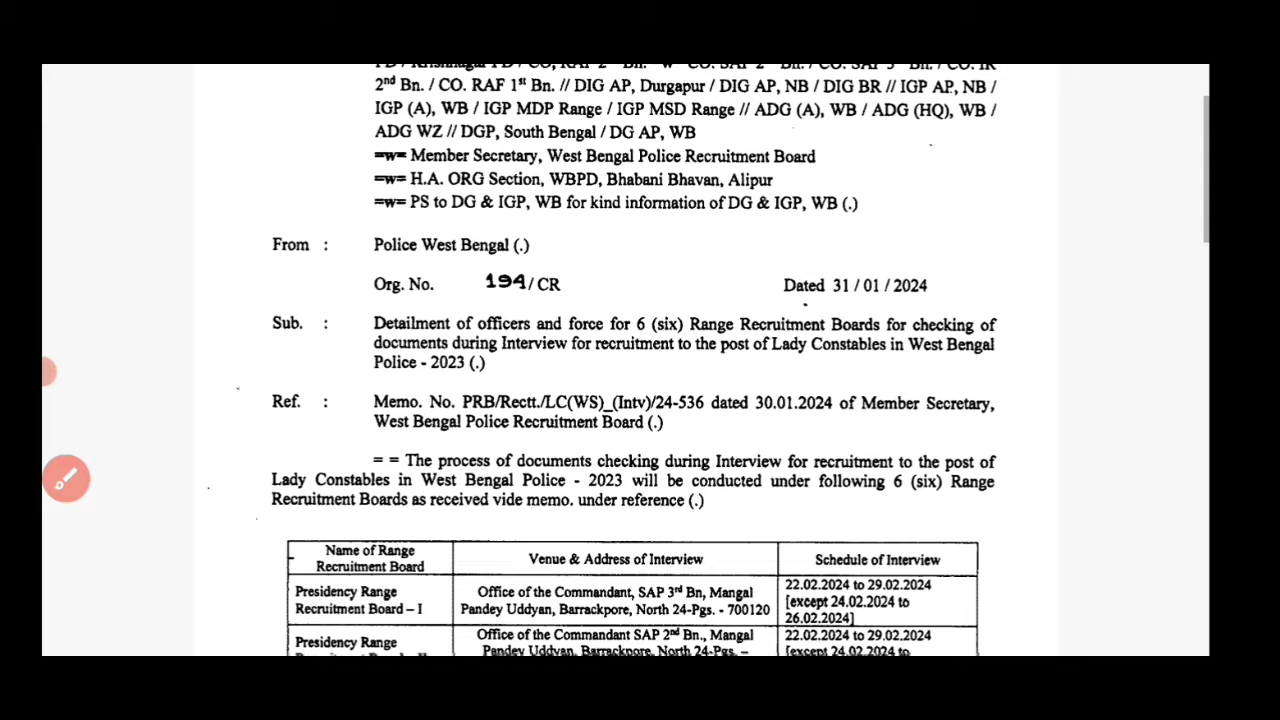 2nd Bn. / CO. RAF 1st Bn. // DIG AP, Durgapur / DIG AP, NB / DIG BR // IGP AP, NB /
IGP (A), WB / IGP MDP Range / IGP MSD Range // ADG (A), WB / ADG (HQ), WB /
ADG WZ // DGP, South Bengal / DG AP, WB
=w= Member Secretary, West Bengal Police Recruitment Board
=w= H.A. ORG Section, WBPD, Bhabani Bhavan, Alipur
=w= PS to DG & IGP, WB for kind information of DG & IGP, WB (.)
From : Police West Bengal (.)
Org. No. 194/CR Dated 31 / 01 / 2024
Sub. : Detailment of officers and force for 6 (six) Range Recruitment Boards for checking of
documents during Interview for recruitment to the post of Lady Constables in West Bengal
Police - 2023 (.)
Ref. : Memo. No. PRB/Rectt./LC(WS)_(Intv)/24-536 dated 30.01.2024 of Member Secretary,
West Bengal Police Recruitment Board (.)
= = The process of documents checking during Interview for recruitment to the post of
Lady Constables in West Bengal Police - 2023 will be conducted under following 6 (six) Range
Recruitment Boards as received vide memo. under reference (.)
Name of Range
Recruitment Board
Venue & Address of Interview
Schedule of Interview
Presidency Range
Recruitment Board – I
Office of the Commandant, SAP 3rd Bn, Mangal
Pandey Uddyan, Barrackpore, North 24-Pgs. - 700120
22.02.2024 to 29.02.2024
[except 24.02.2024 to
26.02.2024]
Presidency Range
Office of the Commandant SAP 2nd Bn., Mangal
Pandey Uddyan, Barrackpore, North 24-Pgs. –
22.02.2024 to 29.02.2024
[except 24.02.2024 to